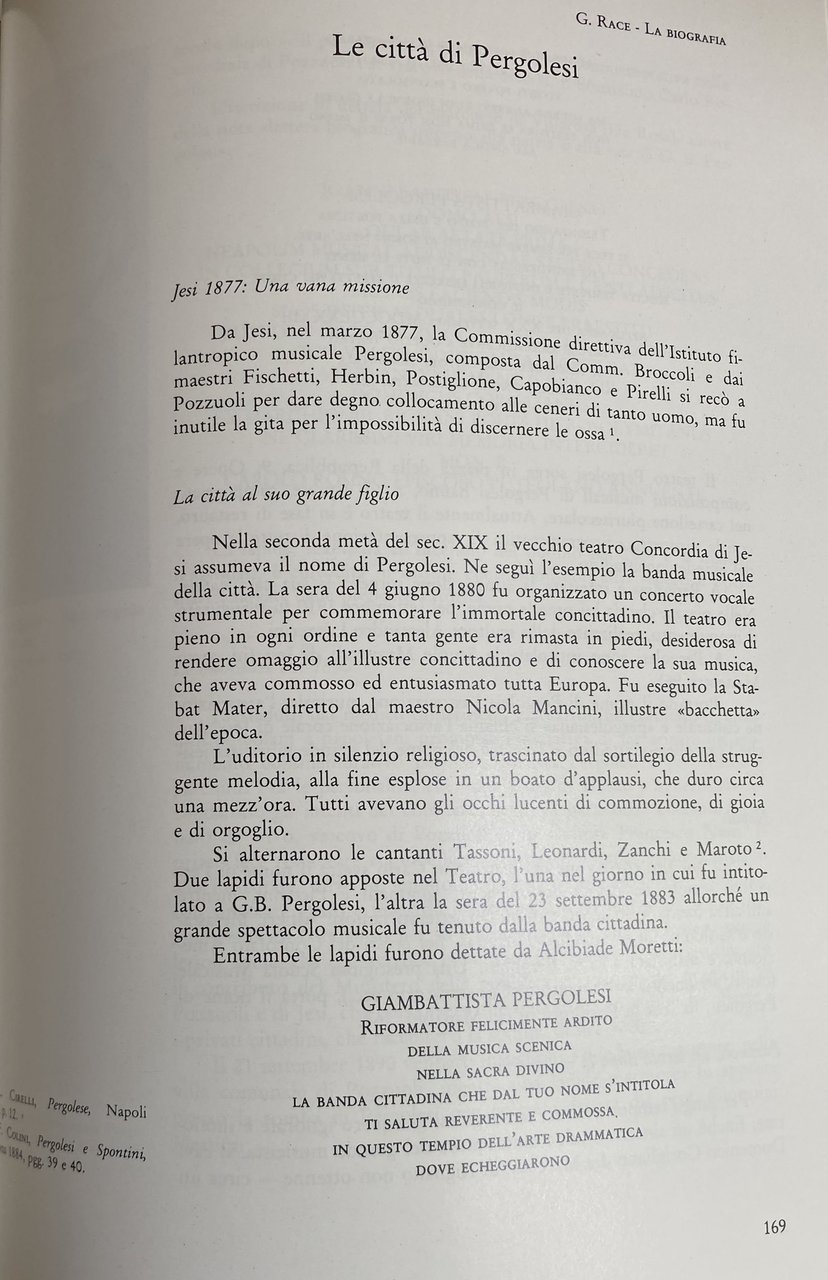 G. Race - La biografia
Le città di Pergolesi
Jesi 1877: Una vana missione
Da Jesi, nel marzo 1877, la Commissione direttiva dell'Istituto fi-
lantropico musicale Pergolesi, composta dal Comm. Broccoli e dai
maestri Fischetti, Herbin, Postiglione, Capobianco e Pirelli si recò a
Pozzuoli per dare degno collocamento alle ceneri di tanto uomo, ma fu
inutile la gita per l'impossibilità di discernere le ossa ¹.
La città al suo grande figlio
Nella seconda metà del sec. XIX il vecchio teatro Concordia di Je-
si assumeva il nome di Pergolesi. Ne seguì l'esempio la banda musicale
della città. La sera del 4 giugno 1880 fu organizzato un concerto vocale
strumentale per commemorare l'immortale concittadino. Il teatro era
pieno in ogni ordine e tanta gente era rimasta in piedi, desiderosa di
rendere omaggio all'illustre concittadino e di conoscere la sua musica,
che aveva commosso ed entusiasmato tutta Europa. Fu eseguito la Sta-
bat Mater, diretto dal maestro Nicola Mancini, illustre «bacchetta»
dell'epoca.
L'uditorio in silenzio religioso, trascinato dal sortilegio della strug-
gente melodia, alla fine esplose in un boato d'applausi, che duro circa
una mezz'ora. Tutti avevano gli occhi lucenti di commozione, di gioia
e di orgoglio.
Si alternarono le cantanti Tassoni, Leonardi, Zanchi e Maroto ².
Due lapidi furono apposte nel Teatro, l'una nel giorno in cui fu intito-
lato a G.B. Pergolesi, l'altra la sera del 23 settembre 1883 allorché un
grande spettacolo musicale fu tenuto dalla banda cittadina.
Entrambe le lapidi furono dettate da Alcibiade Moretti:
GIAMBATTISTA PERGOLESI
RIFORMATORE FELICIMENTE ARDITO
DELLA MUSICA SCENICA
NELLA SACRA DIVINO
LA BANDA CITTADINA CHE DAL TUO NOME S'INTITOLA
TI SALUTA REVERENTE E COMMOSSA.
IN QUESTO TEMPIO DELL'ARTE DRAMMATICA
DOVE ECHEGGIARONO
Cirelli, Pergolese, Napoli
p. 12.
Colini, Pergolesi e Spontini,
1884, Pgg. 39 e 40.
169